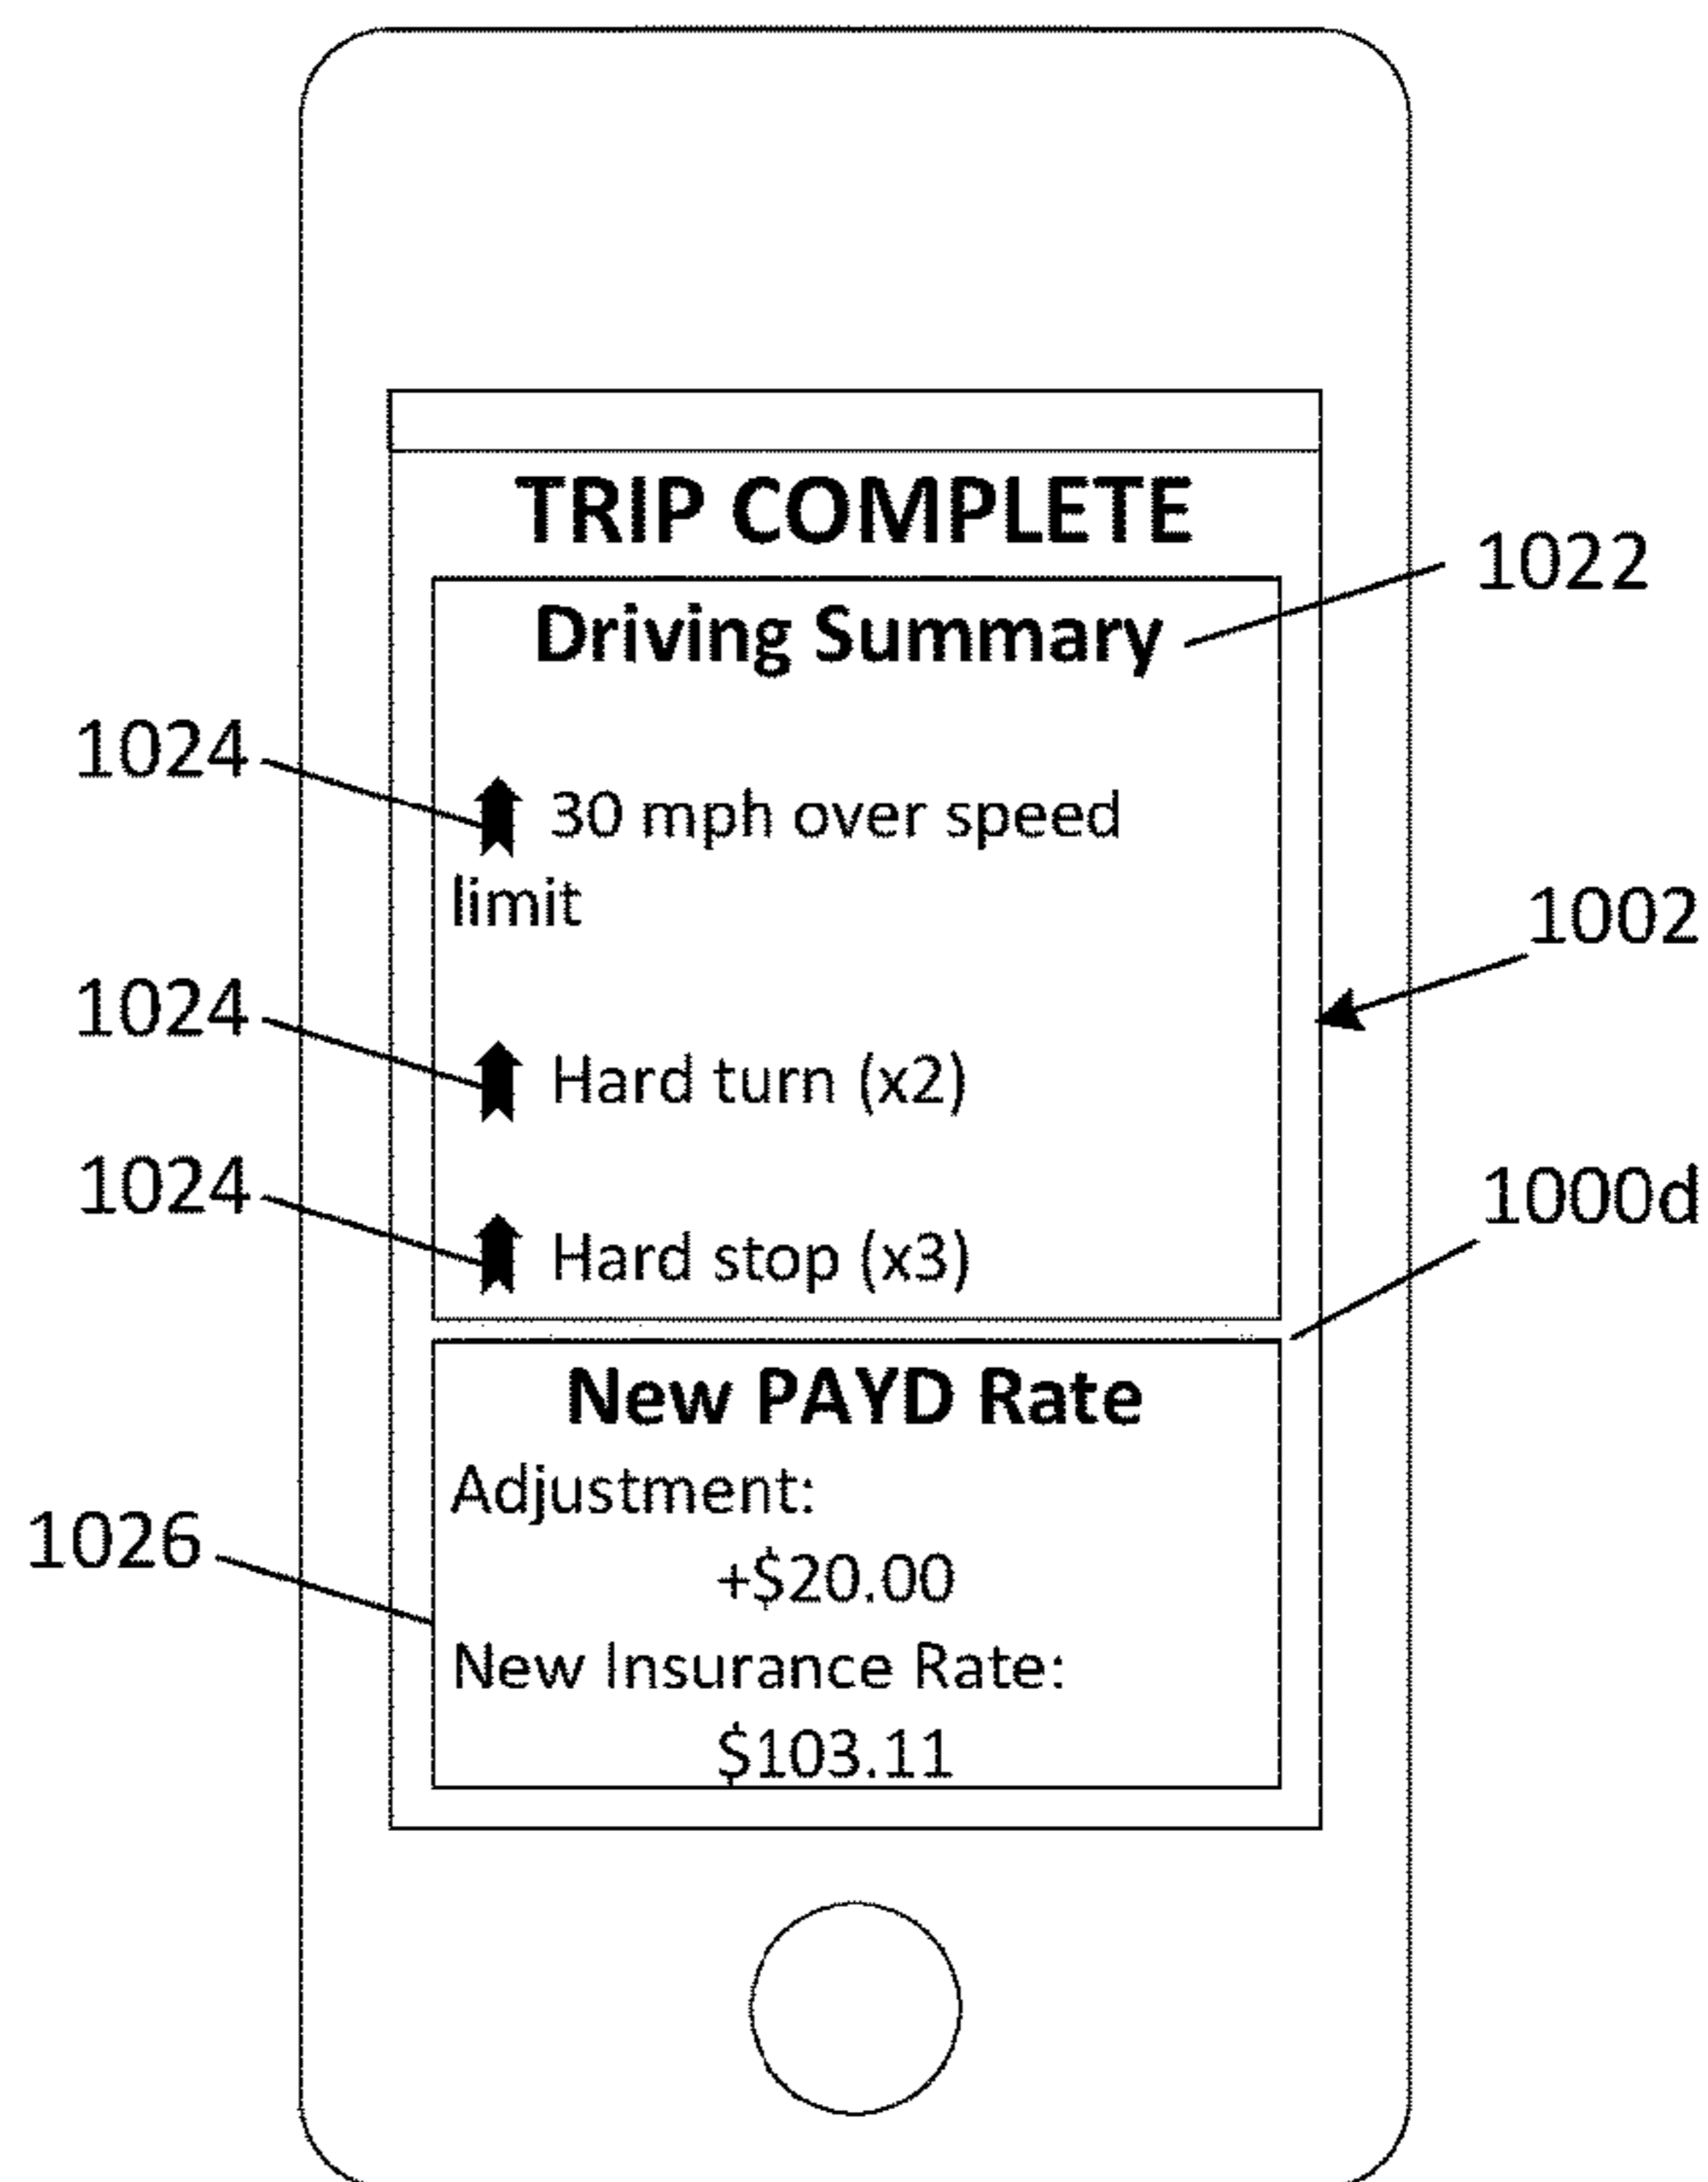 TRIP COMPLETE
1022
Driving Summary
1024
30 mph over speed
limit
1002
1024
Hard turn (x2)
1024
1000d
Hard stop (x3)
New PAYD Rate
Adjustment:
1026
+$20.00
New Insurance Rate:
$103.11